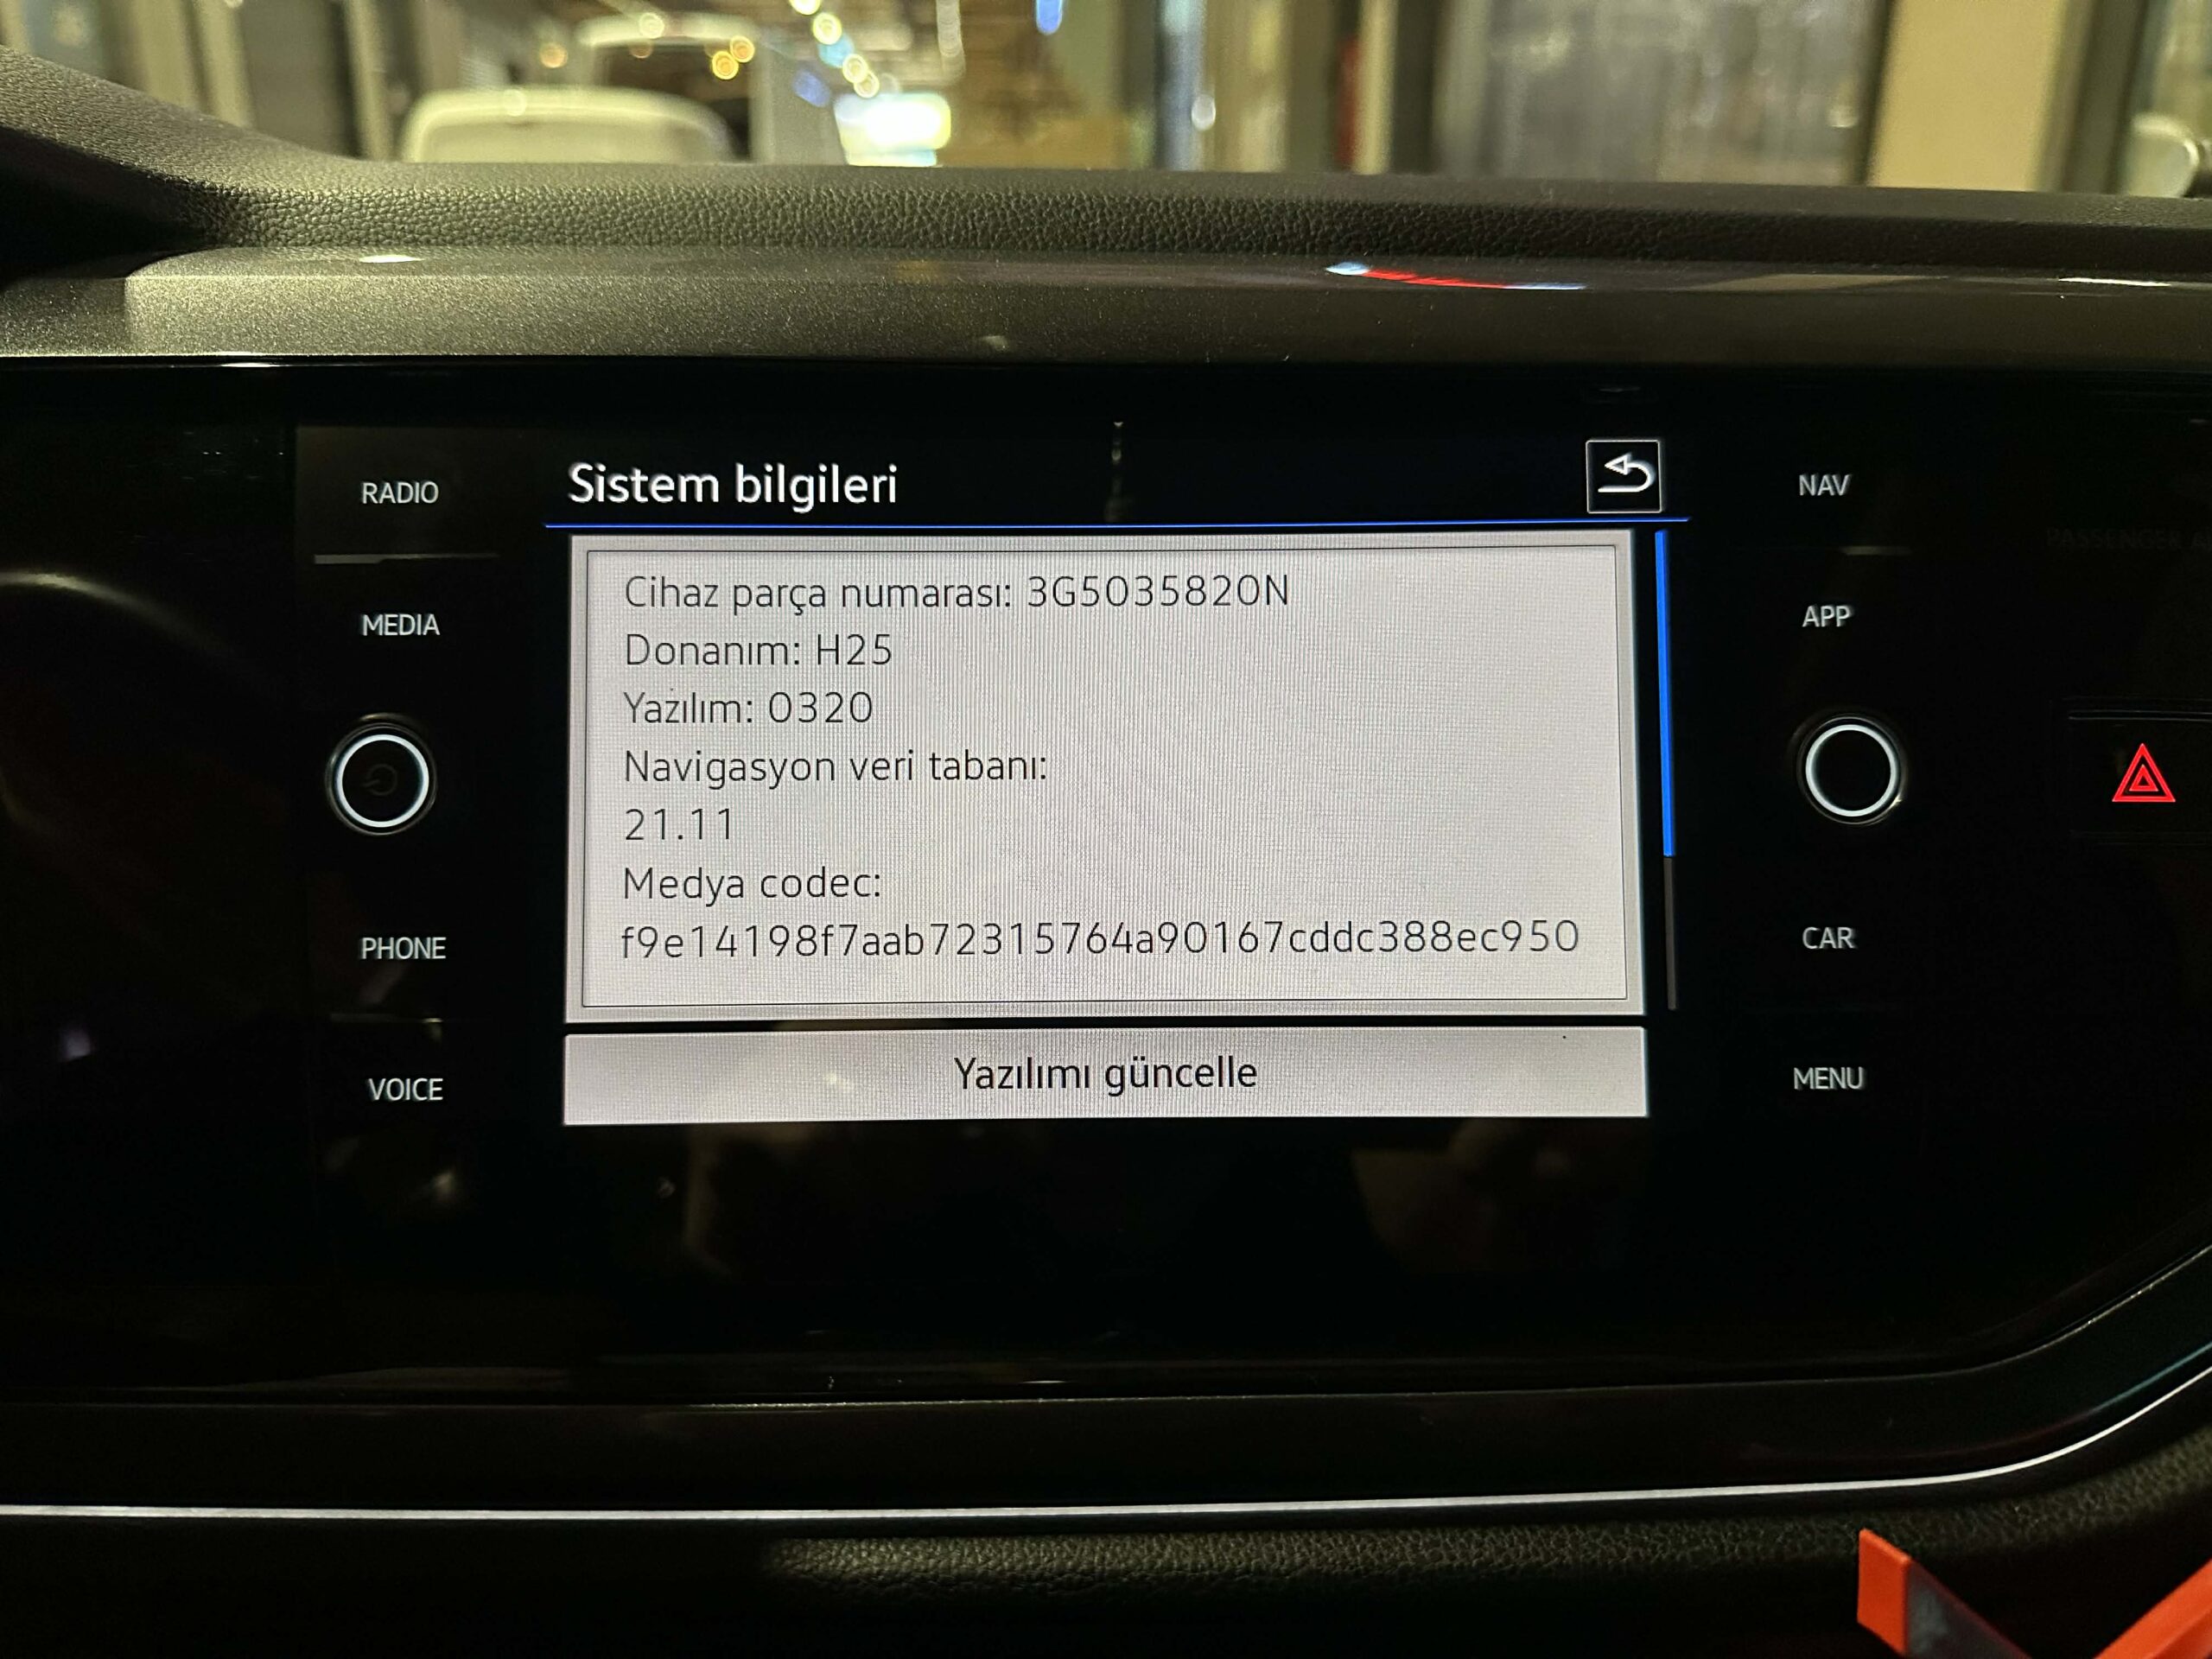 Sistem bilgileri
RADIO
MEDIA
PHONE
VOICE
Cihaz parça numarası: 3G5035820N
Donanım: H25
Yazılım: 0320
Navigasyon veri tabanı:
21.11
Medya codec:
f9e14198f7aab72315764a90167cddc388ec950
Yazılımı güncelle
NAV
APP
CAR
MENU
PASSENGER